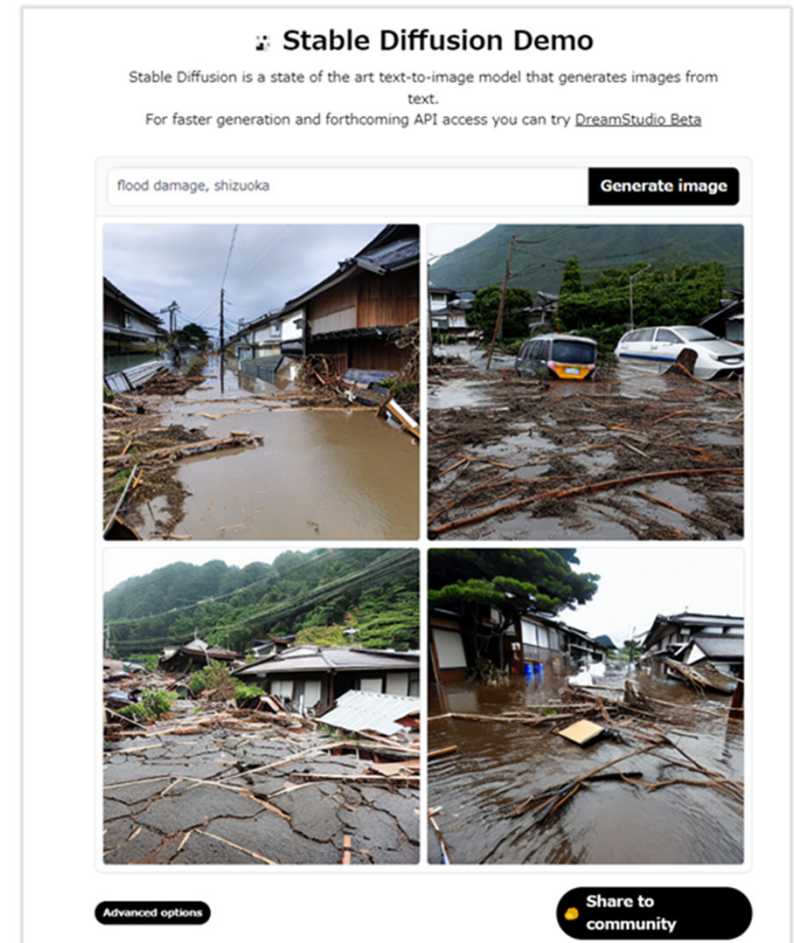 Stable Diffusion Demo
Stable Diffusion is a state of the art text-to-image model that generates images from
text.
For faster generation and forthcoming API access you can try DreamStudio Beta
flood damage, shizuoka
Generate image
Advanced options
Share to
community